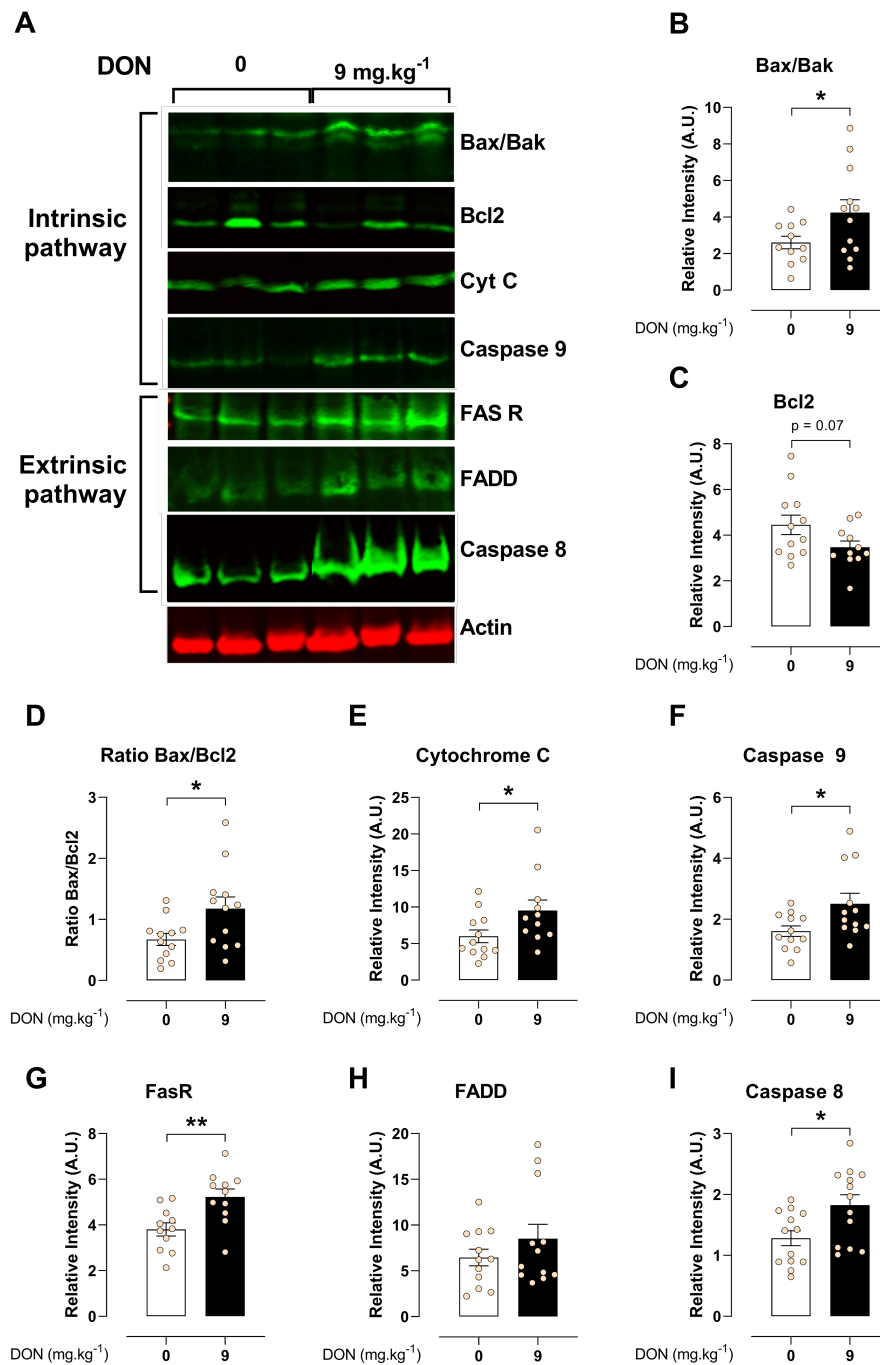 A
DON
0
9 mg.kg-1
Intrinsic
pathway
Bax/Bak
Bcl2
Cyt C
Caspase 9
Extrinsic
pathway
FAS R
FADD
Caspase 8
Actin
B
Bax/Bak
*
Relative Intensity (A.U.)
10
8
6
4
2
0
DON (mg.kg-1)
0 9
C
Bcl2
p = 0.07
Relative Intensity (A.U.)
8
6
4
2
0
DON (mg.kg-1)
0 9
D
Ratio Bax/Bcl2
*
Ratio Bax/Bcl2
3
2
1
0
DON (mg.kg-1)
0 9
E
Cytochrome C
*
Relative Intensity (A.U.)
25
20
15
10
5
0
DON (mg.kg-1)
0 9
F
Caspase 9
*
Relative Intensity (A.U.)
6
4
2
0
DON (mg.kg-1)
0 9
G
FasR
**
Relative Intensity (A.U.)
8
6
4
2
0
DON (mg.kg-1)
0 9
H
FADD
Relative Intensity (A.U.)
20
15
10
5
0
DON (mg.kg-1)
0 9
I
Caspase 8
*
Relative Intensity (A.U.)
3
2
1
0
DON (mg.kg-1)
0 9